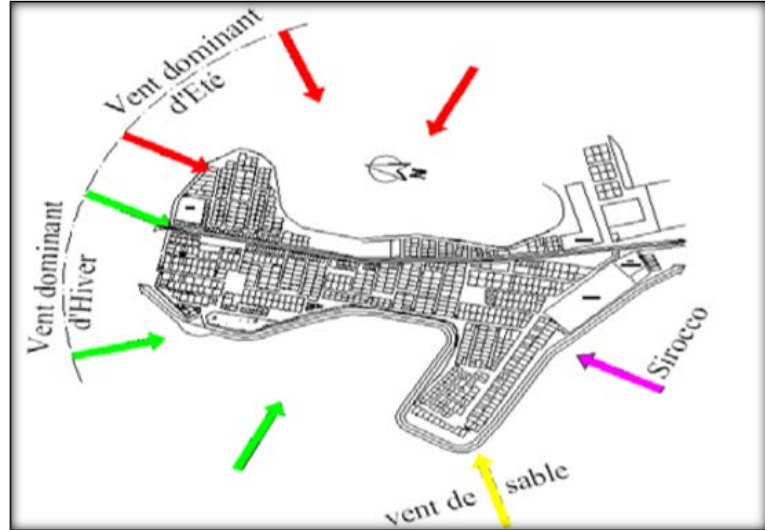 Vent dominant
d'Eté
N
Vent dominant
d'Hiver
Sirocco
vent de sable